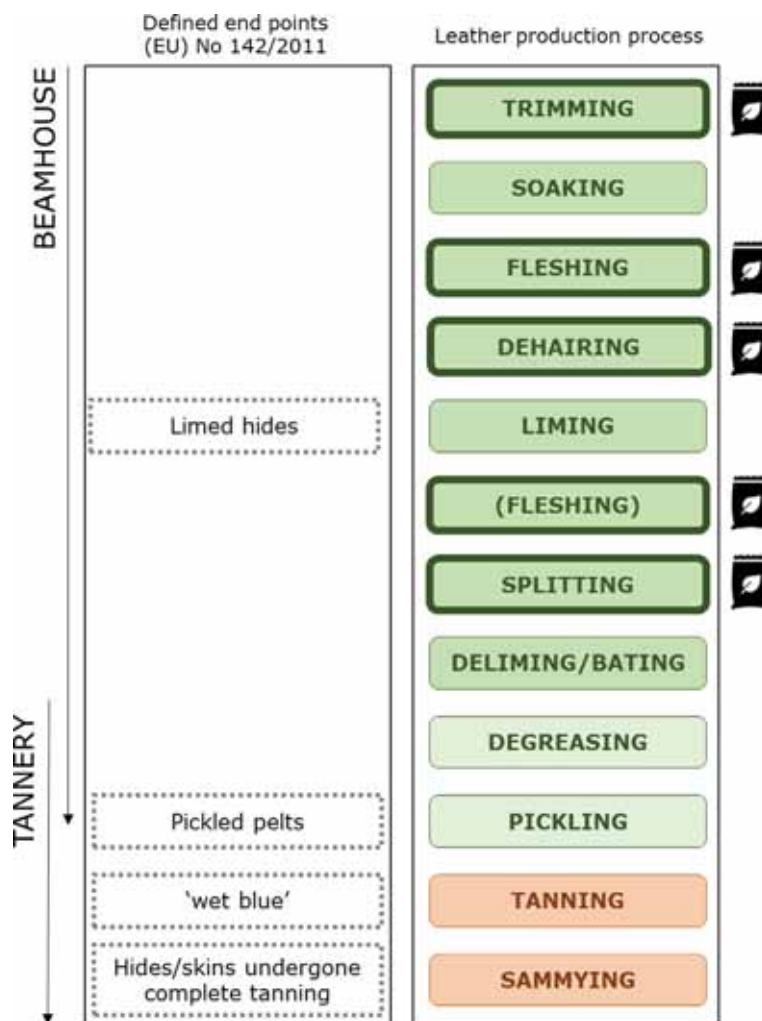 Defined end points
(EU) No 142/2011
Leather production process
BEAMHOUSE
TRIMMING
SOAKING
FLESHING
DEHAIRING
Limed hides
LIMING
(FLESHING)
SPLITTING
DELIMING/BATING
TANNERY
DEGREASING
Pickled pelts
PICKLING
‘wet blue’
TANNING
Hides/skins undergone
complete tanning
SAMMYING